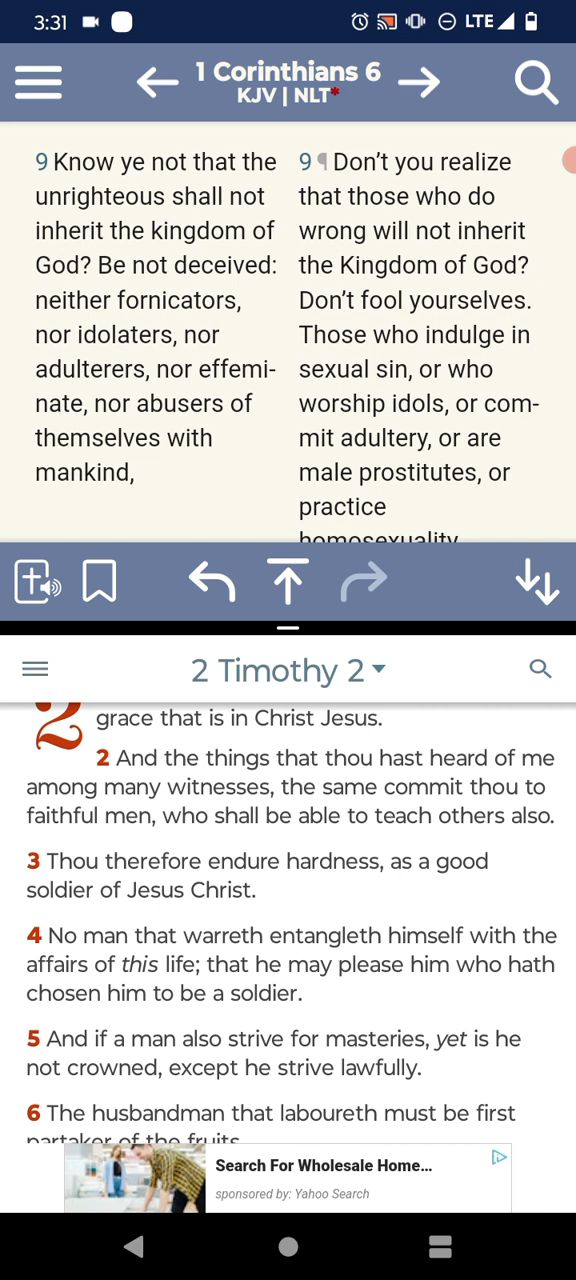 3:31
LTE
1 Corinthians 6
KJV | NLT*
9 Know ye not that the
unrighteous shall not
inherit the kingdom of
God? Be not deceived:
neither fornicators,
nor idolaters, nor
adulterers, nor effemi-
nate, nor abusers of
themselves with
mankind,
9 ¶ Don’t you realize
that those who do
wrong will not inherit
the Kingdom of God?
Don’t fool yourselves.
Those who indulge in
sexual sin, or who
worship idols, or com-
mit adultery, or are
male prostitutes, or
practice
homosexuality
2 Timothy 2
2 grace that is in Christ Jesus.
2 And the things that thou hast heard of me
among many witnesses, the same commit thou to
faithful men, who shall be able to teach others also.
3 Thou therefore endure hardness, as a good
soldier of Jesus Christ.
4 No man that warreth entangleth himself with the
affairs of this life; that he may please him who hath
chosen him to be a soldier.
5 And if a man also strive for masteries, yet is he
not crowned, except he strive lawfully.
6 The husbandman that laboureth must be first
partaker of the fruits
Search For Wholesale Home...
sponsored by: Yahoo Search